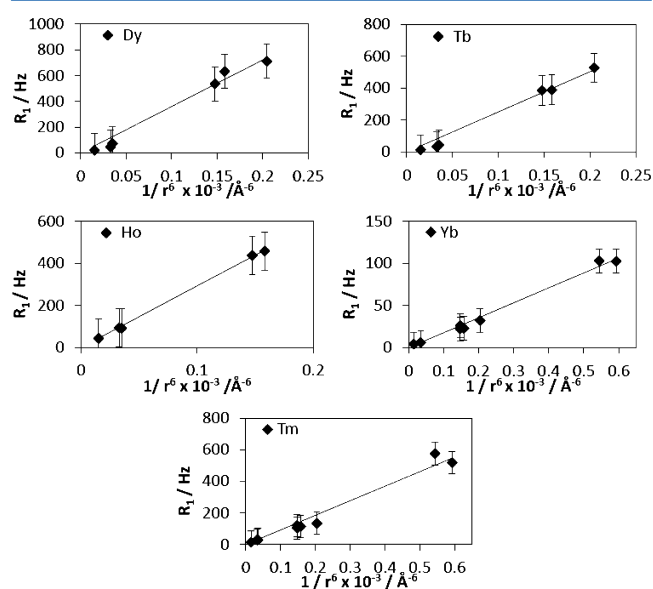 1000
Dy
800
600
400
200
0
R₁ / Hz
0 0.05 0.1 0.15 0.2 0.25
1/ r⁶ x 10⁻³ /Å⁻⁶
800
Tb
600
400
200
0
R₁ / Hz
0 0.05 0.1 0.15 0.2 0.25
1/ r⁶ x 10⁻³ /Å⁻⁶
600
Ho
400
200
0
R₁ / Hz
0 0.1 0.2
1/ r⁶ x 10⁻³ /Å⁻⁶
150
Yb
100
50
0
R₁ / Hz
0 0.1 0.2 0.3 0.4 0.5 0.6
1/ r⁶ x 10⁻³ /Å⁻⁶
800
Tm
600
400
200
0
R₁ / Hz
0 0.1 0.2 0.3 0.4 0.5 0.6
1/ r⁶ x 10⁻³ /Å⁻⁶